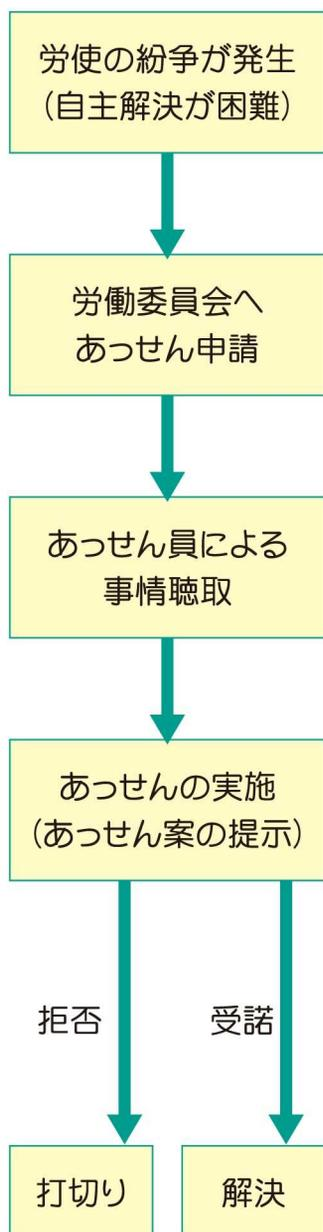 労使の紛争が発生
（自主解決が困難）
労働委員会へ
あっせん申請
あっせん員による
事情聴取
あっせんの実施
（あっせん案の提示）
拒否
受諾
打切り
解決